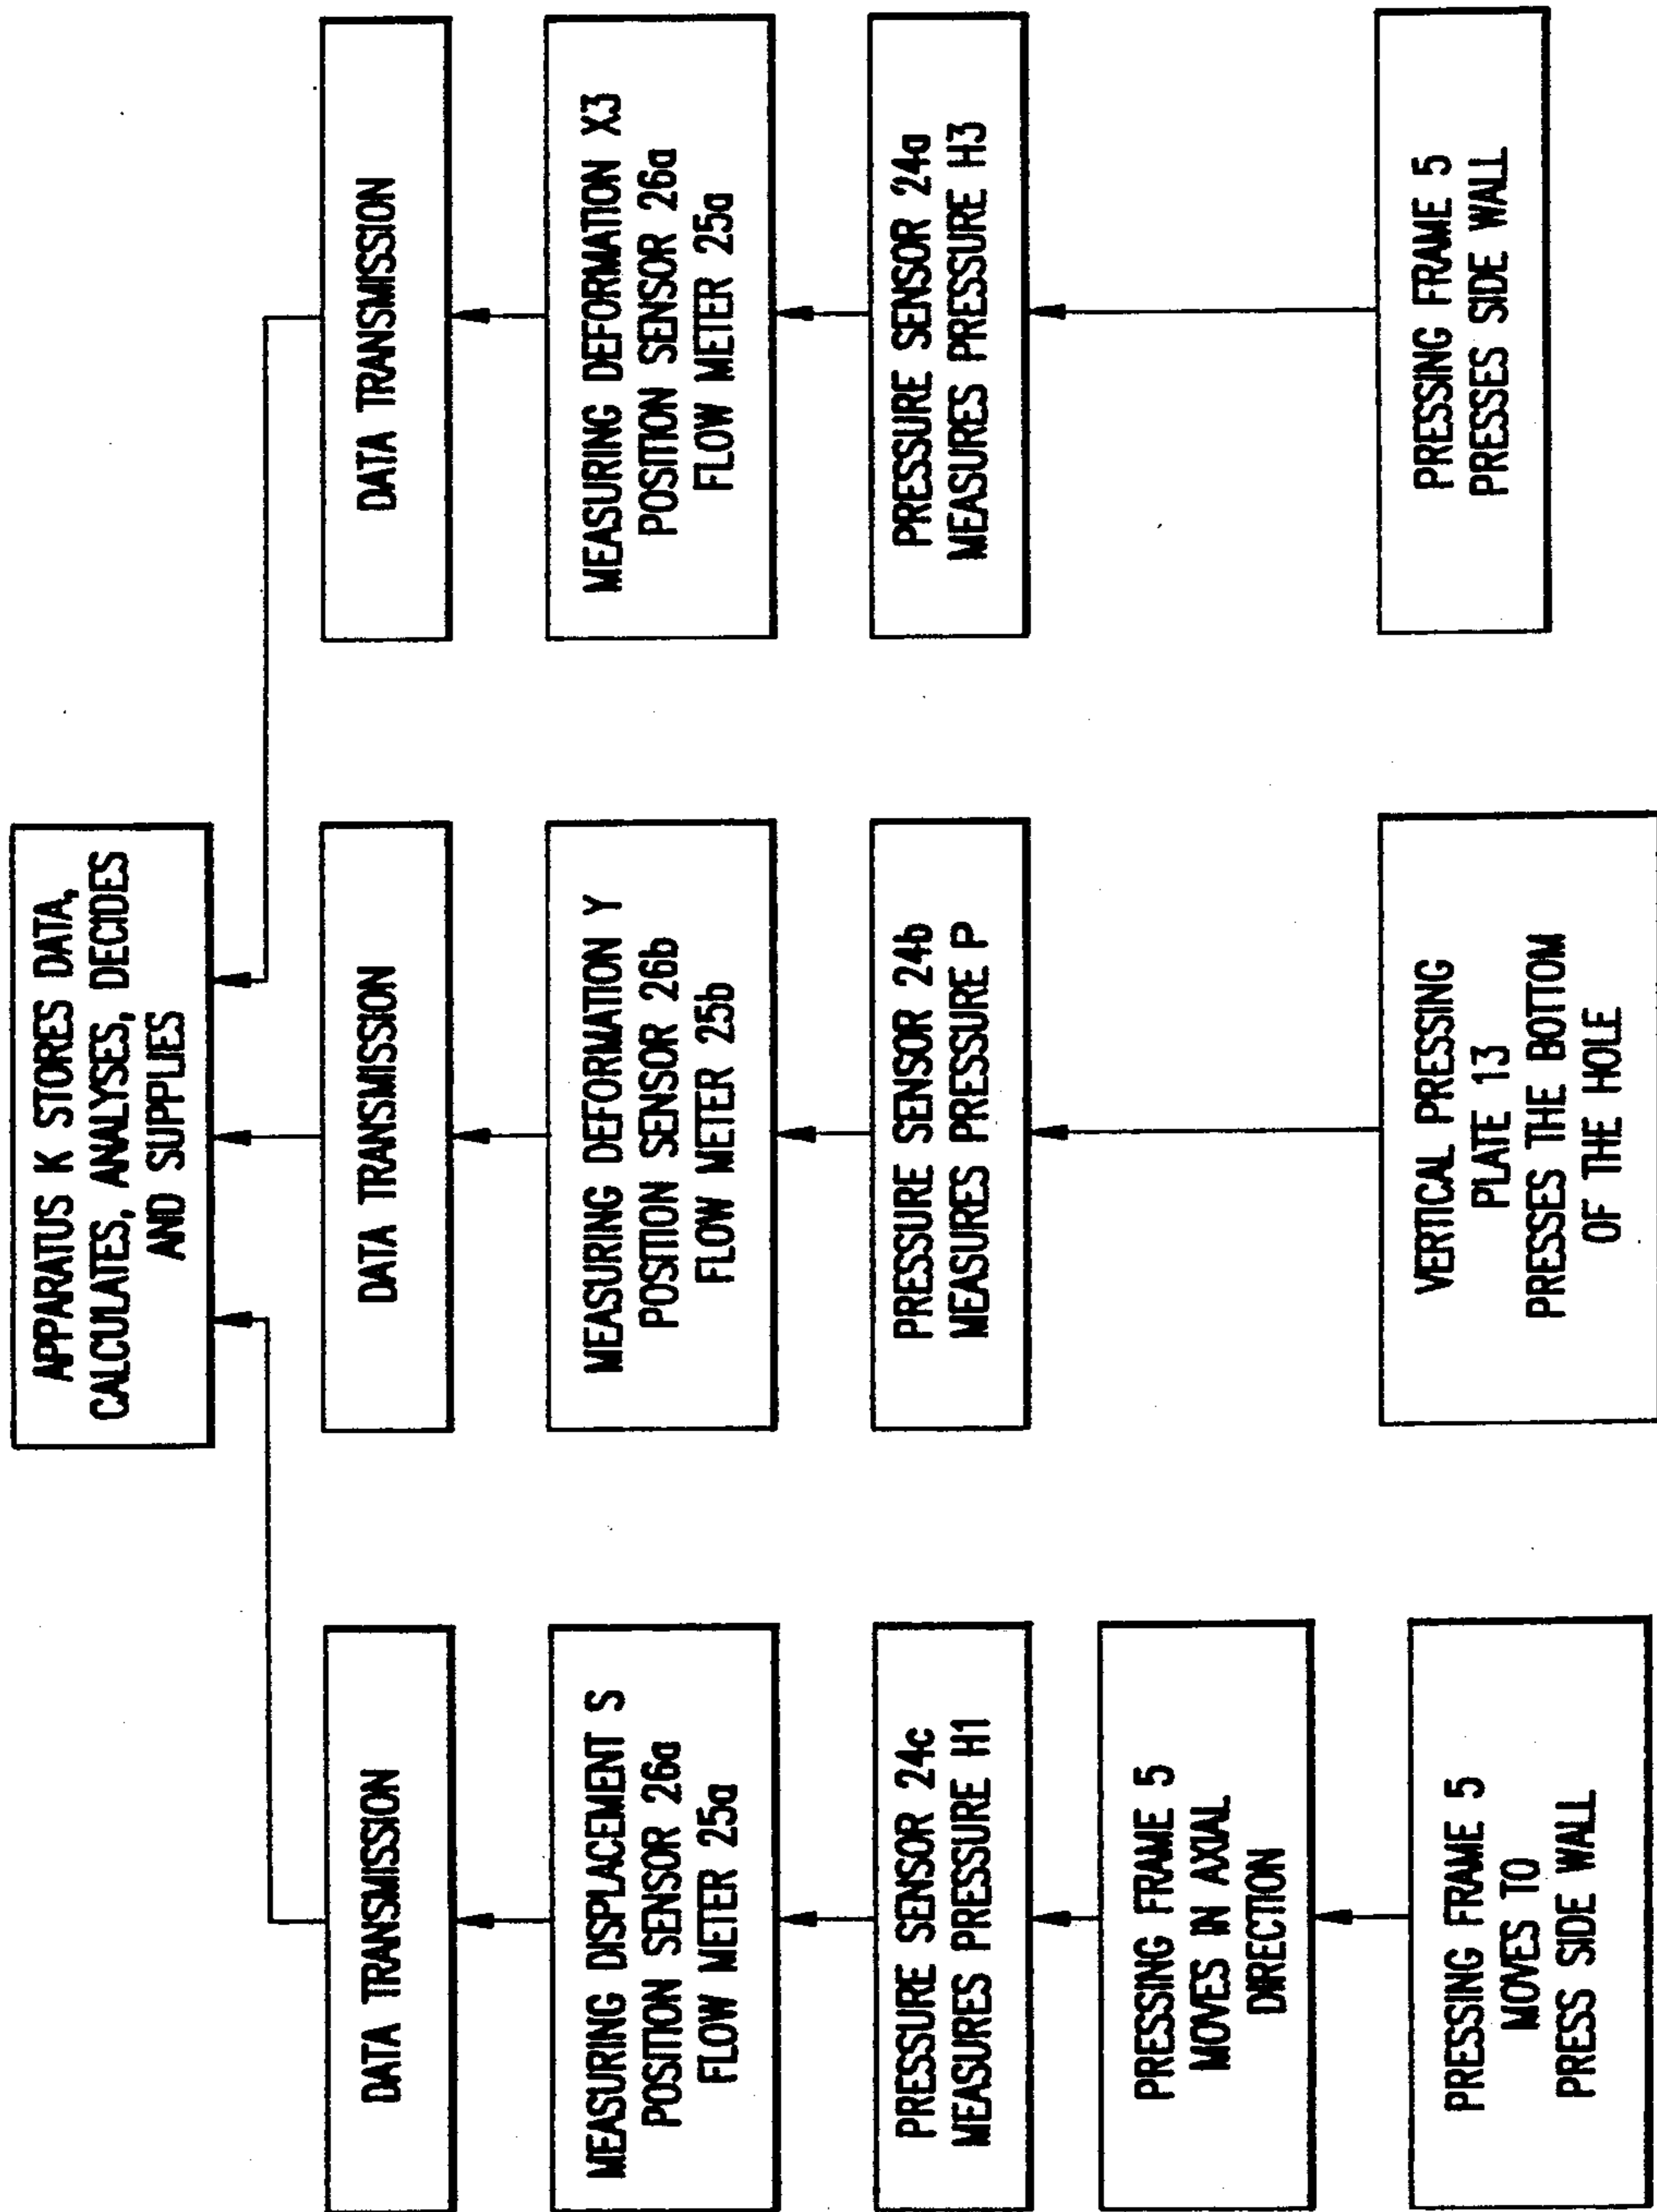 APPARATUS K STORES DATA,
CALCULATES, ANALYSES, DECIDES
AND SUPPLIES
DATA TRANSMISSION
MEASURING DISPLACEMENT S
POSITION SENSOR 26a
FLOW METER 25a
PRESSURE SENSOR 24c
MEASURES PRESSURE H1
PRESSING FRAME 5
MOVES IN AXIAL
DIRECTION
PRESSING FRAME 5
MOVES TO
PRESS SIDE WALL
DATA TRANSMISSION
MEASURING DEFORMATION Y
POSITION SENSOR 26b
FLOW METER 25b
PRESSURE SENSOR 24b
MEASURES PRESSURE P
VERTICAL PRESSING
PLATE 13
PRESSES THE BOTTOM
OF THE HOLE
DATA TRANSMISSION
MEASURING DEFORMATION X3
POSITION SENSOR 26a
FLOW METER 25a
PRESSURE SENSOR 24a
MEASURES PRESSURE H3
PRESSING FRAME 5
PRESSES SIDE WALL